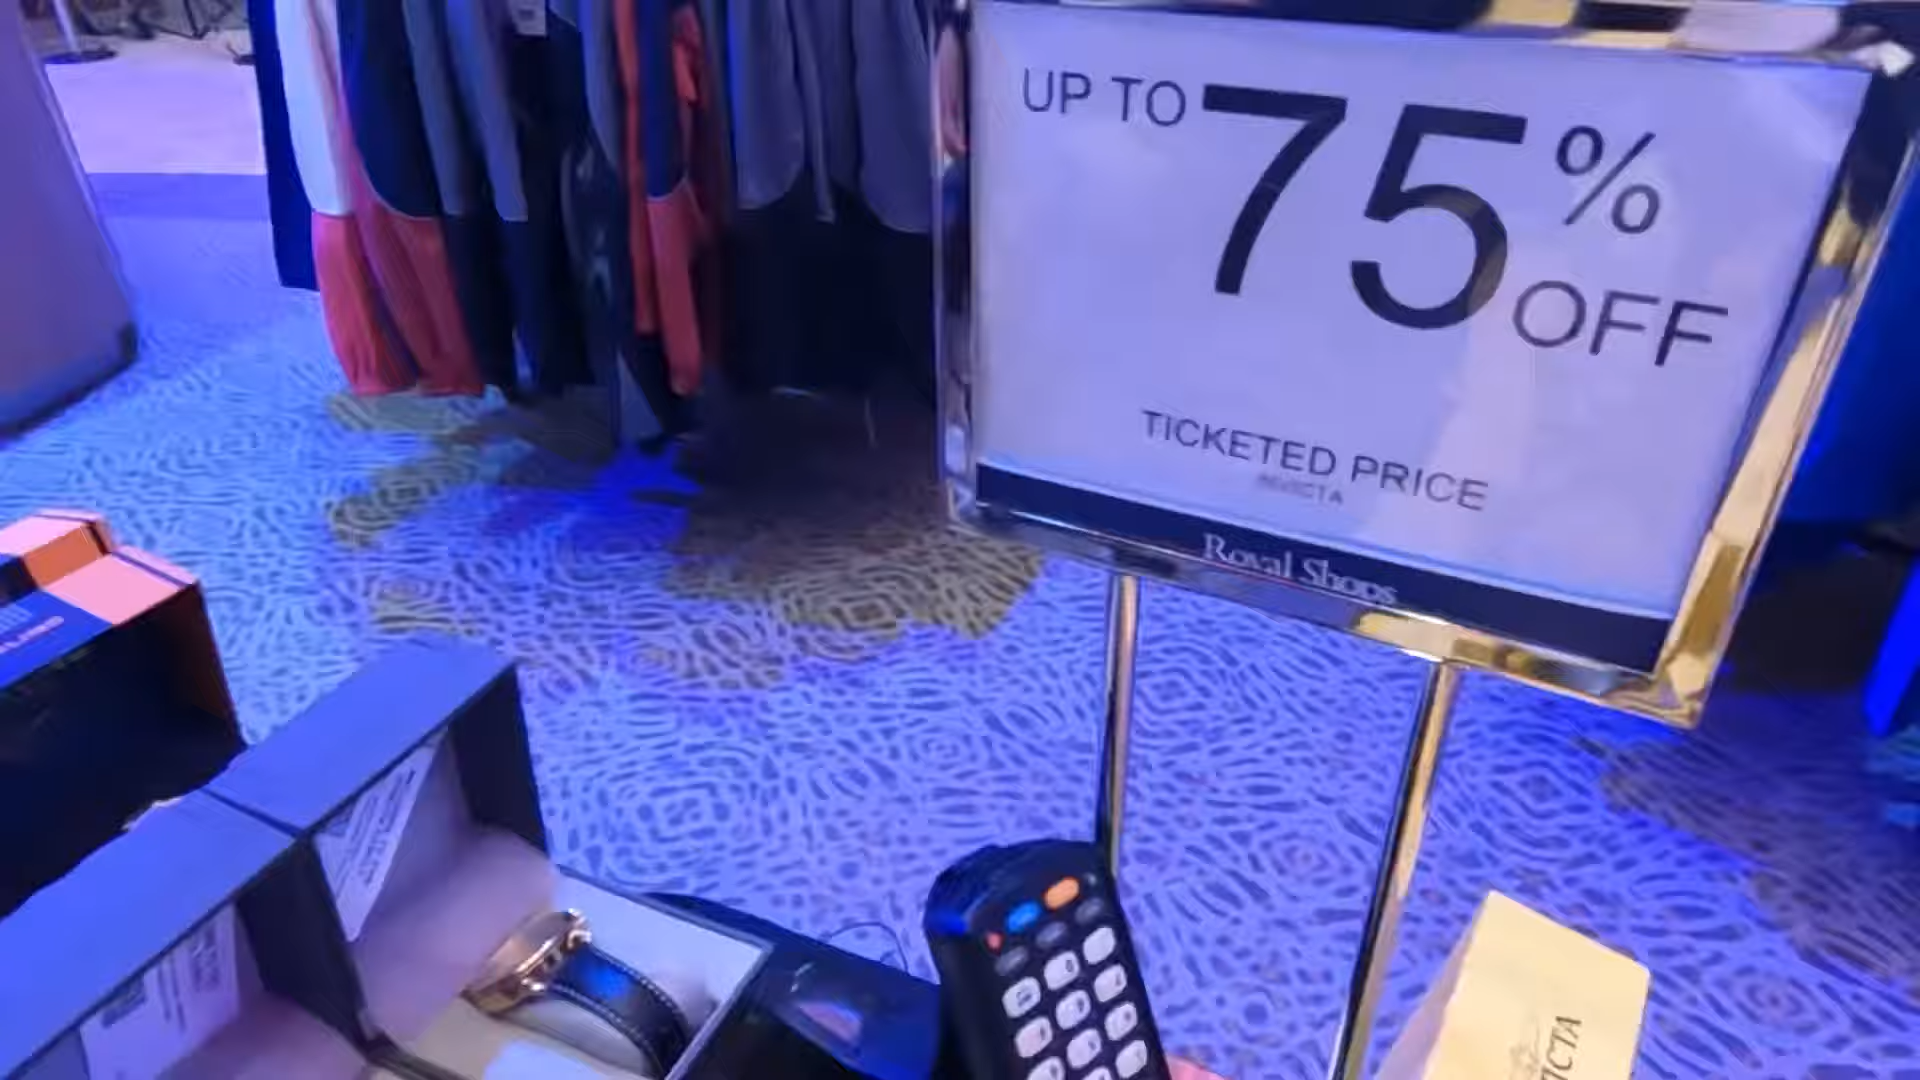 UP TO 75% OFF
TICKETED PRICE
INVICTA
Royal Shops